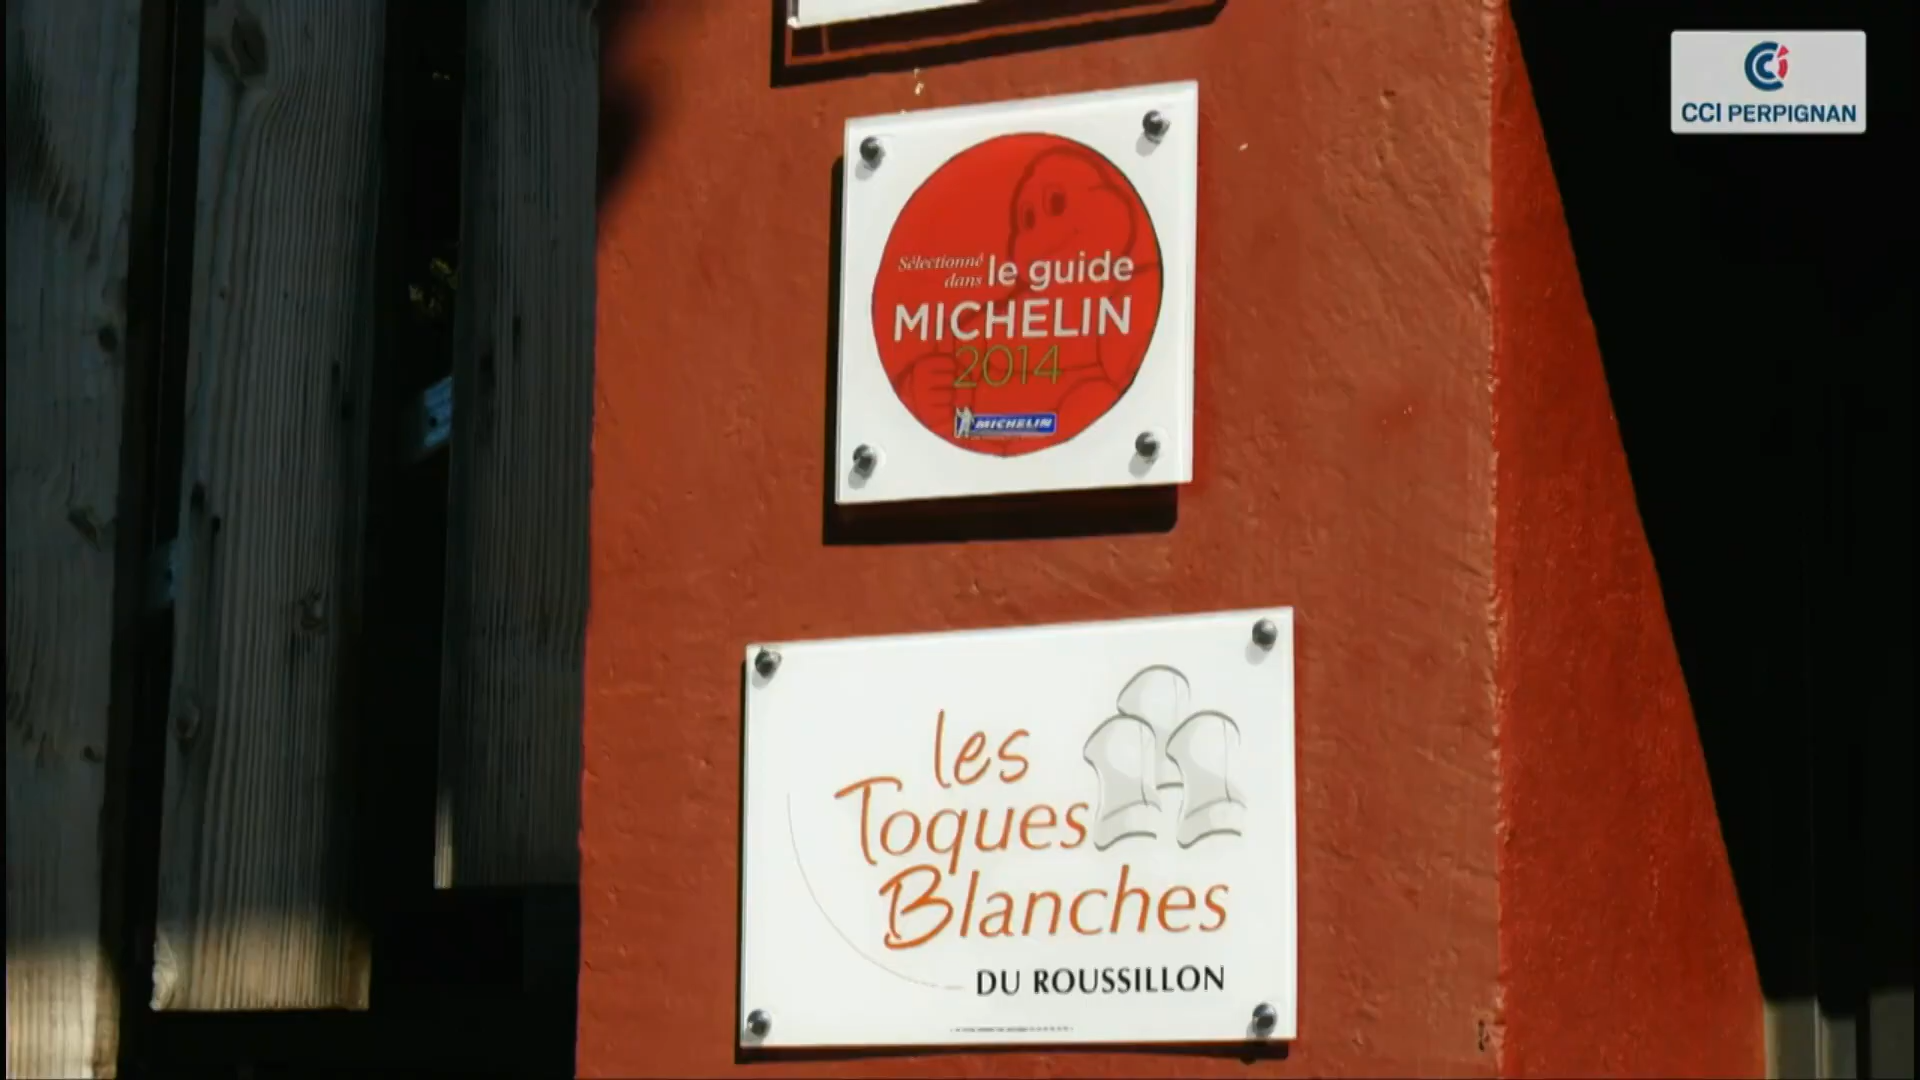 CCI PERPIGNAN
Sélectionné
dans le guide
MICHELIN
2014
MICHELIN
les
Toques
Blanches
DU ROUSSILLON